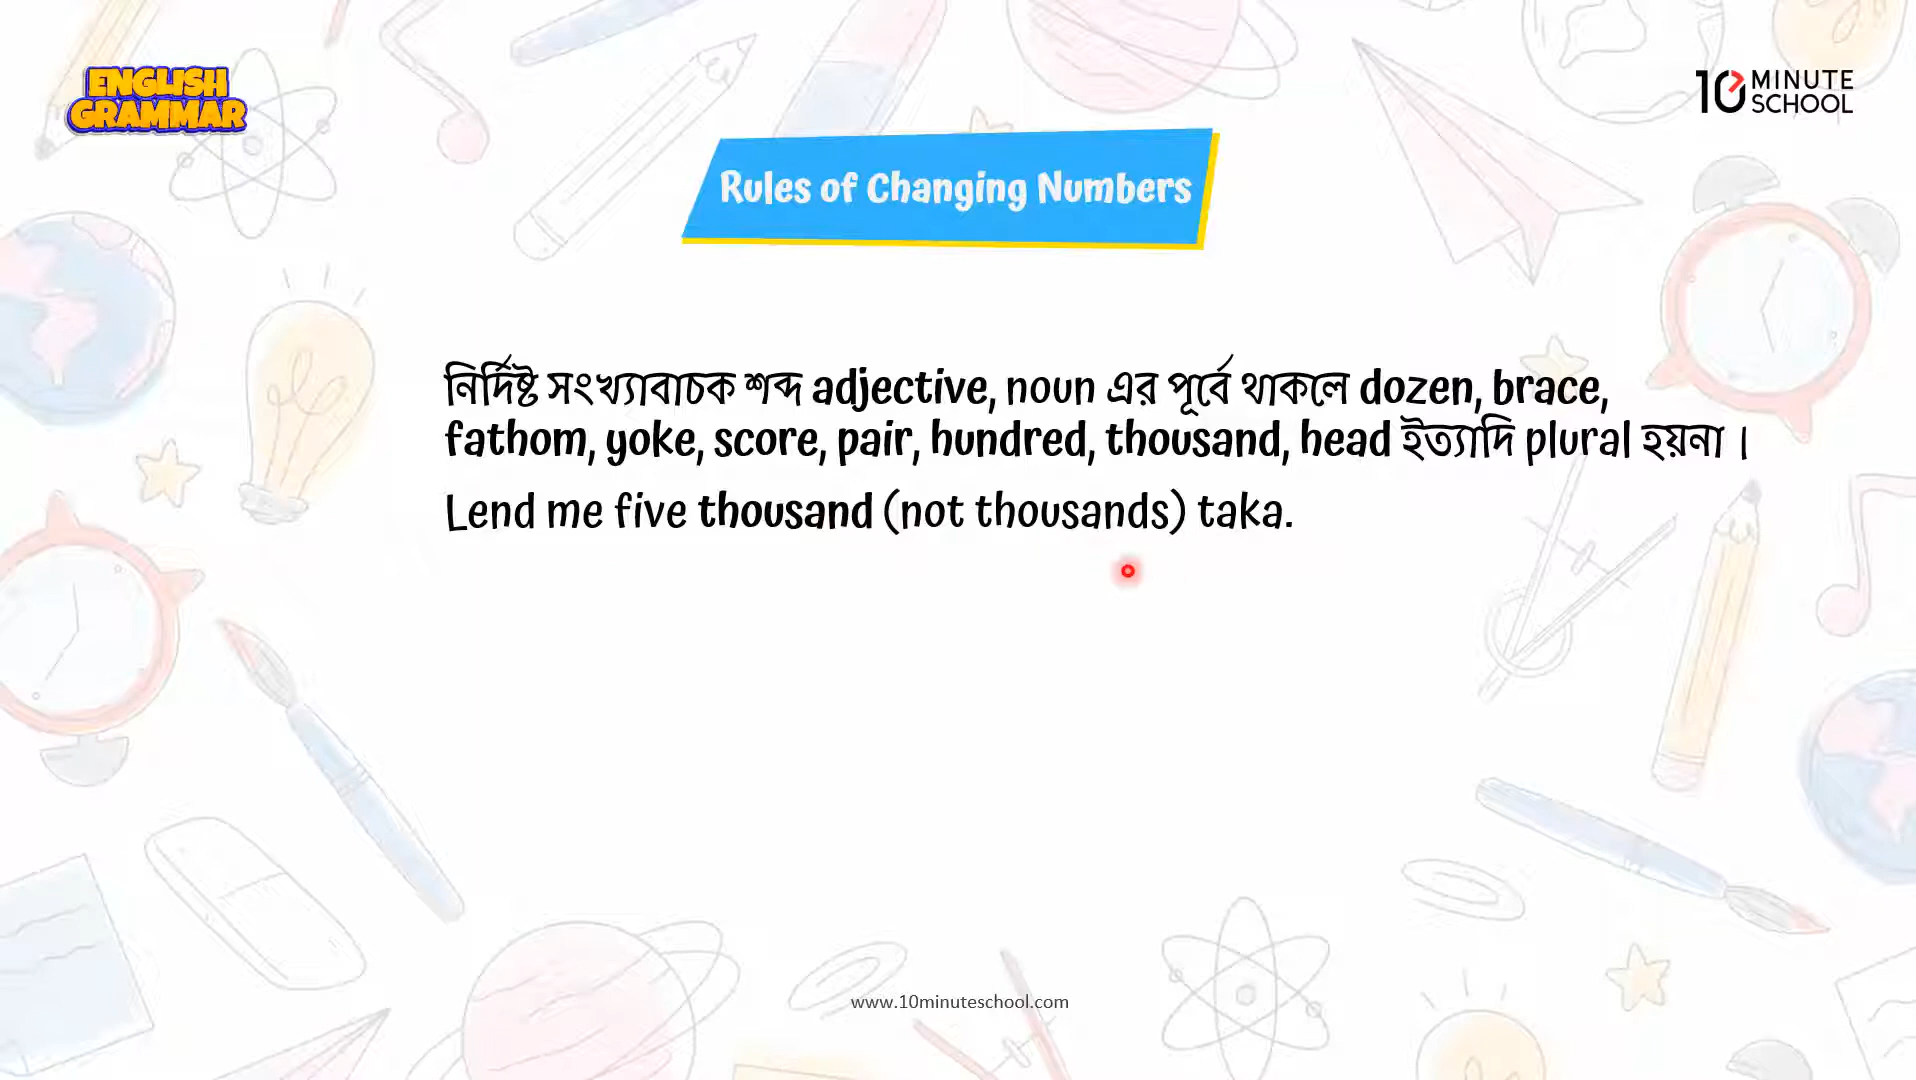 ENGLISH
GRAMMAR
10 MINUTE
SCHOOL
Rules of Changing Numbers
নির্দিষ্ট সংখ্যাবাচক শব্দ adjective, noun এর পূর্বে থাকলে dozen, brace,
fathom, yoke, score, pair, hundred, thousand, head ইত্যাদি plural হয়না।
Lend me five thousand (not thousands) taka.
www.10minuteschool.com